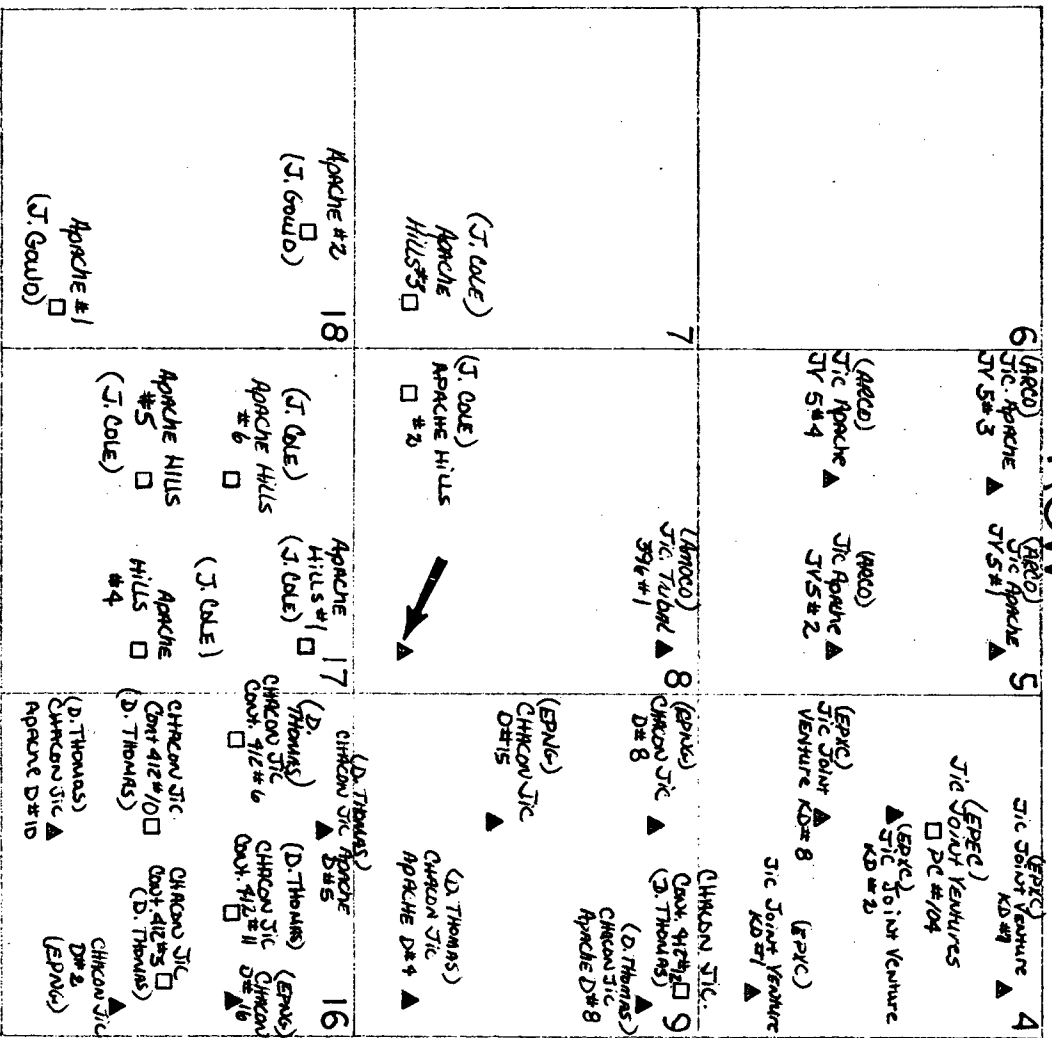 6
(ARCO)
Jic. Apache
JV 5#3
(ARCO)
Jic Apache
JV5#1
5
(EPXC)
Jic Joint Venture
KD#9
4
(EPEC)
Jic Joint Ventures
PC #104
(EPXC)
Jic Joint Venture
KD #2
(ARCO)
Jic Apache
JV 5#4
(ARCO)
Jic Apache
JV5#2
(EPXC)
Jic Joint
Venture KD#8
(EPXC)
Jic Joint Venture
KD#1
7
(Amoco)
Jic. Tribal
396#1
8
(EPNG)
Chacon Jic
D#8
Chacon Jic.
Cont. 412#12
(D. Thomas)
9
(D. Thomas)
Chacon Jic
Apache D#8
(J. Cole)
Apache
Hills #3
(J. Cole)
Apache Hills
#2
(EPNG)
Chacon Jic
D#15
(D. Thomas)
Chacon Jic
Apache D#4
18
Apache #2
(J. Gould)
17
Apache
Hills #1
(J. Cole)
(J. Cole)
Apache Hills
#6
(D. Thomas)
Chacon Jic Apache
D#5
16
(D.
Thomas)
Chacon Jic
Cont. 412#6
(D. Thomas)
Chacon Jic
Cont. 412#11
(EPNG)
Chacon
D#16
Apache Hills
#5
(J. Cole)
(J. Cole)
Apache
Hills
#4
Chacon Jic.
Cont 412#10
(D. Thomas)
Chacon Jic
Cont. 412#3
(D. Thomas)
Apache #1
(J. Gould)
(D. Thomas)
Chacon Jic
Apache D#10
Chacon Jic
D#2
(EPNG)